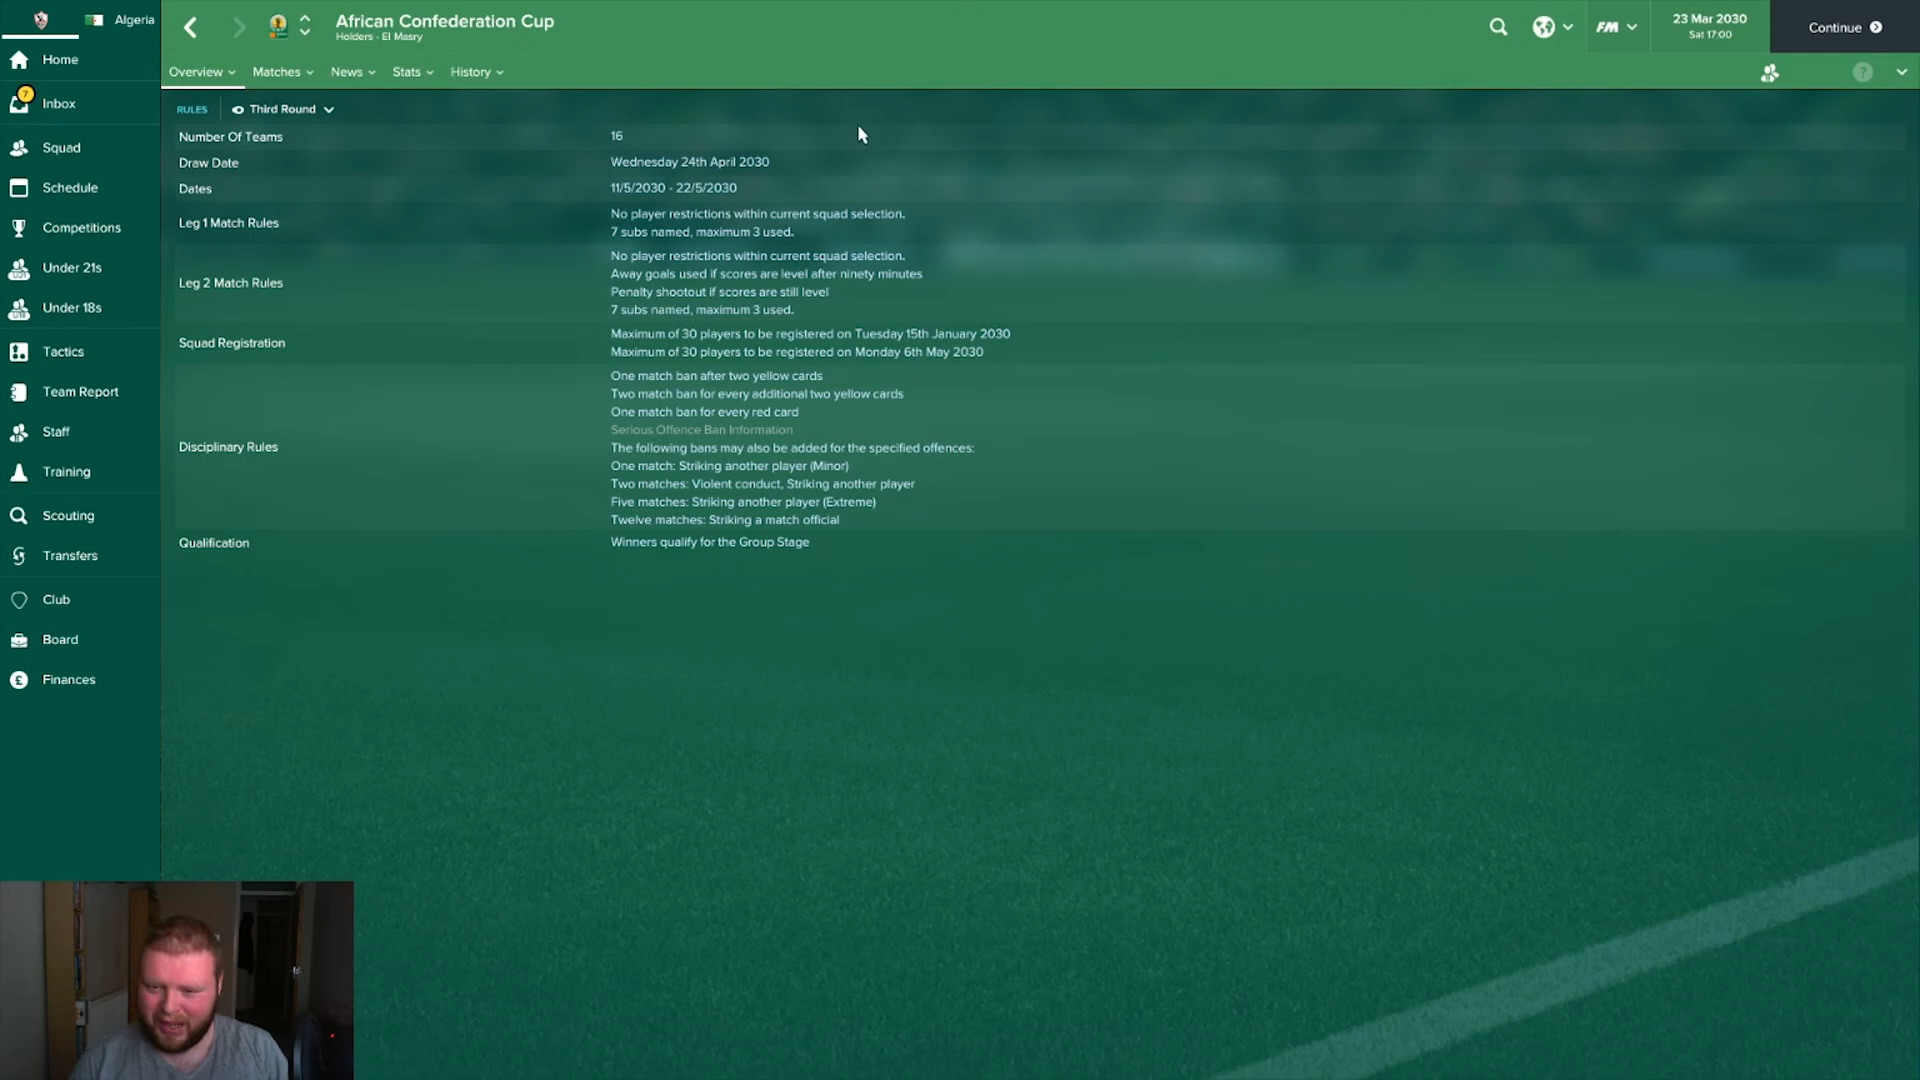 Algeria
African Confederation Cup
Holders - El Masry
FM
23 Mar 2030
Sat 17:00
Continue
Home
Overview
Matches
News
Stats
History
7
Inbox
RULES
Third Round
Number Of Teams
16
Squad
Draw Date
Wednesday 24th April 2030
Schedule
Dates
11/5/2030 - 22/5/2030
Competitions
Leg 1 Match Rules
No player restrictions within current squad selection.
7 subs named, maximum 3 used.
Under 21s
Leg 2 Match Rules
No player restrictions within current squad selection.
Away goals used if scores are level after ninety minutes
Penalty shootout if scores are still level
7 subs named, maximum 3 used.
Under 18s
Squad Registration
Maximum of 30 players to be registered on Tuesday 15th January 2030
Maximum of 30 players to be registered on Monday 6th May 2030
Tactics
Team Report
Staff
Training
Disciplinary Rules
One match ban after two yellow cards
Two match ban for every additional two yellow cards
One match ban for every red card
Serious Offence Ban Information
The following bans may also be added for the specified offences:
One match: Striking another player (Minor)
Two matches: Violent conduct, Striking another player
Five matches: Striking another player (Extreme)
Twelve matches: Striking a match official
Scouting
Qualification
Winners qualify for the Group Stage
Transfers
Club
Board
Finances